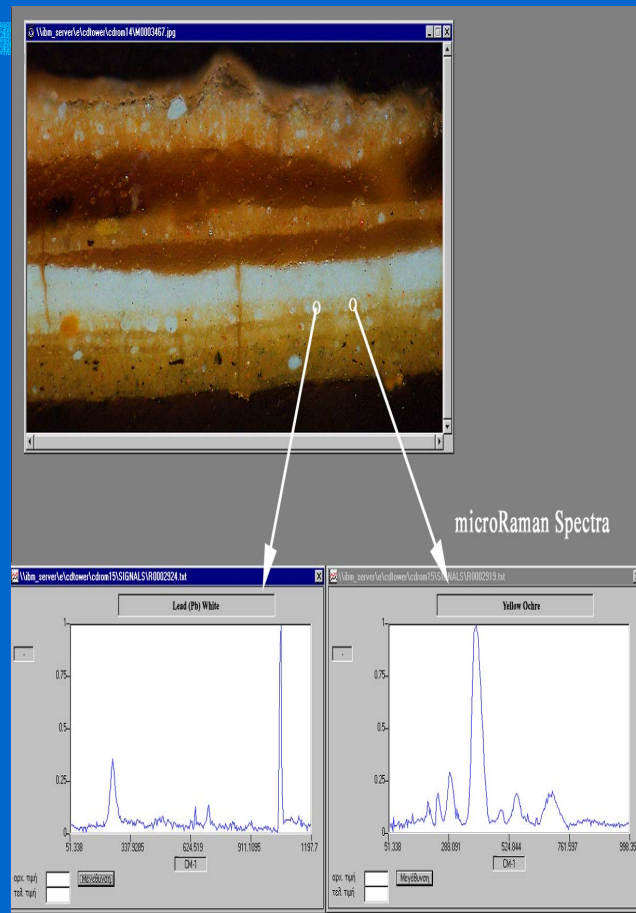 \\ibm_server\e\cdtower\cdrom14\M0003467.jpg
microRaman Spectra
\\ibm_server\e\cdtower\cdrom15\SIGNALS\R0002924.txt
Lead (Pb) White
-
1
0.75
0.5
0.25
0
51.338 337.9285 624.519 911.1095 1197.7
CM-1
αρχ. τιμή
Μεγέθυνση
τελ. τιμή
\\ibm_server\e\cdtower\cdrom15\SIGNALS\R0002919.txt
Yellow Ochre
-
1
0.75
0.5
0.25
0
51.338 288.091 524.844 761.597 998.35
CM-1
αρχ. τιμή
Μεγέθυνση
τελ. τιμή